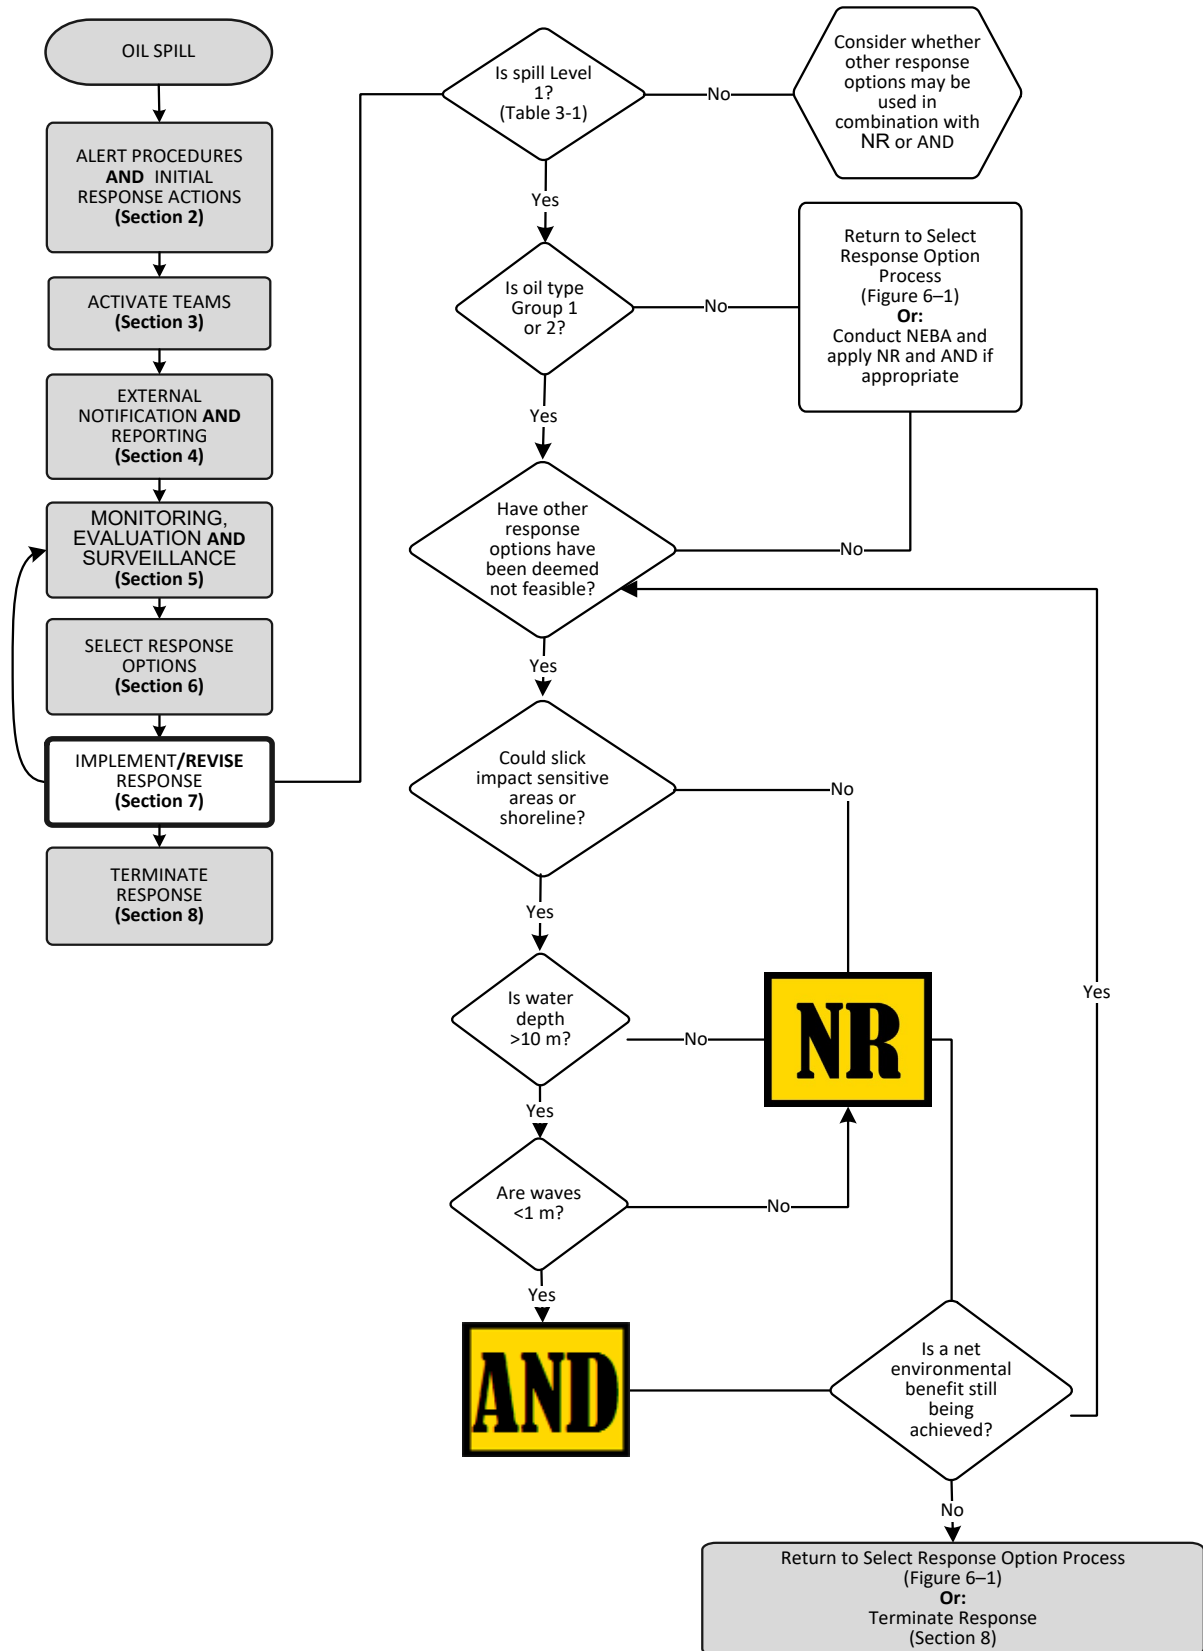 OIL SPILL
ALERT PROCEDURES
AND INITIAL
RESPONSE ACTIONS
(Section 2)
ACTIVATE TEAMS
(Section 3)
EXTERNAL
NOTIFICATION AND
REPORTING
(Section 4)
MONITORING,
EVALUATION AND
SURVEILLANCE
(Section 5)
SELECT RESPONSE
OPTIONS
(Section 6)
IMPLEMENT/REVISE
RESPONSE
(Section 7)
TERMINATE
RESPONSE
(Section 8)
Is spill Level
1?
(Table 3-1)
No
Consider whether
other response
options may be
used in
combination with
NR or AND
Yes
Is oil type
Group 1
or 2?
No
Return to Select
Response Option
Process
(Figure 6–1)
Or:
Conduct NEBA and
apply NR and AND if
appropriate
Yes
Have other
response
options have
been deemed
not feasible?
No
Yes
Could slick
impact sensitive
areas or
shoreline?
No
Yes
Is water
depth
>10 m?
No
NR
Yes
Yes
Are waves
<1 m?
No
Yes
AND
Is a net
environmental
benefit still
being
achieved?
No
Return to Select Response Option Process
(Figure 6–1)
Or:
Terminate Response
(Section 8)